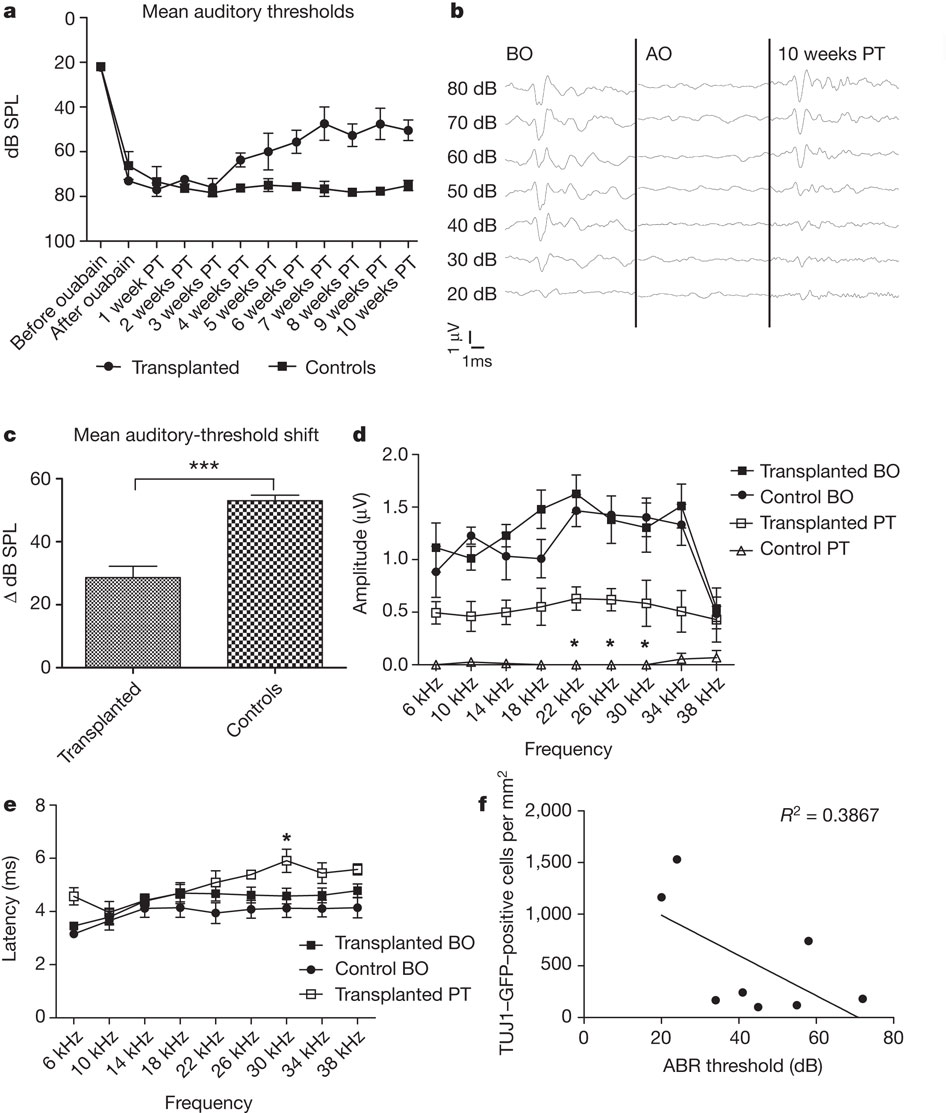 a
Mean auditory thresholds
dB SPL
0
20
40
60
80
100
Before ouabain
After ouabain
1 week PT
2 weeks PT
3 weeks PT
4 weeks PT
5 weeks PT
6 weeks PT
7 weeks PT
8 weeks PT
9 weeks PT
10 weeks PT
Transplanted
Controls
b
BO
AO
10 weeks PT
80 dB
70 dB
60 dB
50 dB
40 dB
30 dB
20 dB
1 µV
1ms
c
Mean auditory-threshold shift
***
Δ dB SPL
60
40
20
0
Transplanted
Controls
d
Amplitude (µV)
2.0
1.5
1.0
0.5
0.0
* * *
6 kHz
10 kHz
14 kHz
18 kHz
22 kHz
26 kHz
30 kHz
34 kHz
38 kHz
Frequency
Transplanted BO
Control BO
Transplanted PT
Control PT
e
Latency (ms)
8
6
4
2
0
*
Transplanted BO
Control BO
Transplanted PT
6 kHz
10 kHz
14 kHz
18 kHz
22 kHz
26 kHz
30 kHz
34 kHz
38 kHz
Frequency
f
TUJ1–GFP–positive cells per mm²
2,000
1,500
1,000
500
0
R² = 0.3867
0
20
40
60
80
ABR threshold (dB)